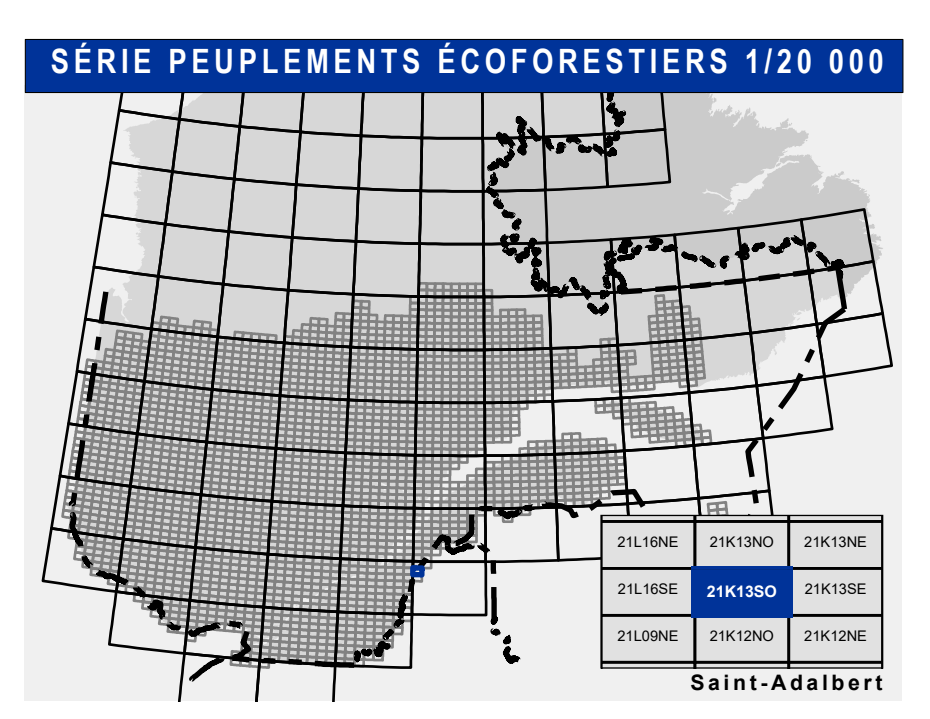 SÉRIE PEUPLEMENTS ÉCOFORESTIERS 1/20 000
21L16NE 21K13NO 21K13NE
21L16SE 21K13SO 21K13SE
21L09NE 21K12NO 21K12NE
Saint-Adalbert